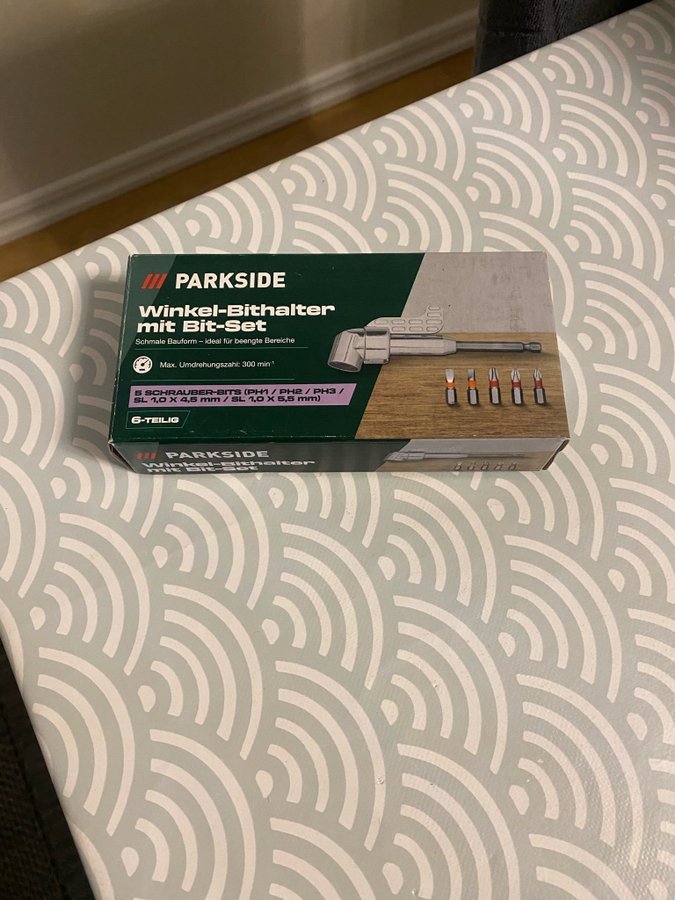 PARKSIDE
Winkel-Bithalter
mit Bit-Set
Schmale Bauform – ideal für beengte Bereiche
Max. Umdrehungszahl: 300 min⁻¹
5 SCHRAUBER-BITS (PH1 / PH2 / PH3 /
SL 1,0 X 4,5 mm / SL 1,0 X 5,5 mm)
6-TEILIG
PARKSIDE
Winkel-Bithalter
mit Bit-Set